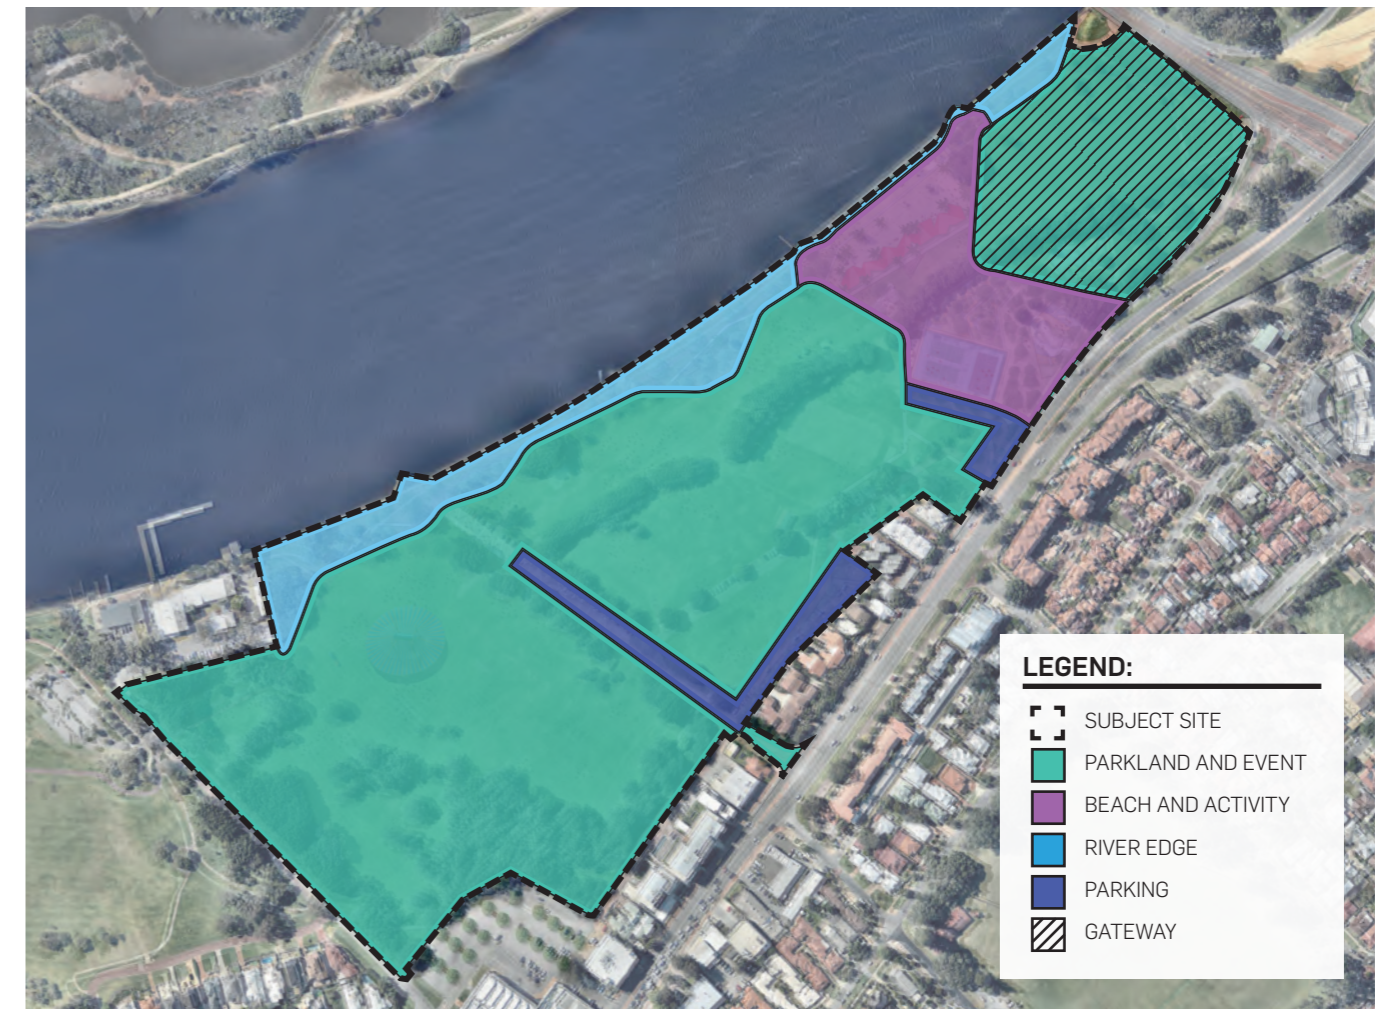 LEGEND:
SUBJECT SITE
PARKLAND AND EVENT
BEACH AND ACTIVITY
RIVER EDGE
PARKING
GATEWAY